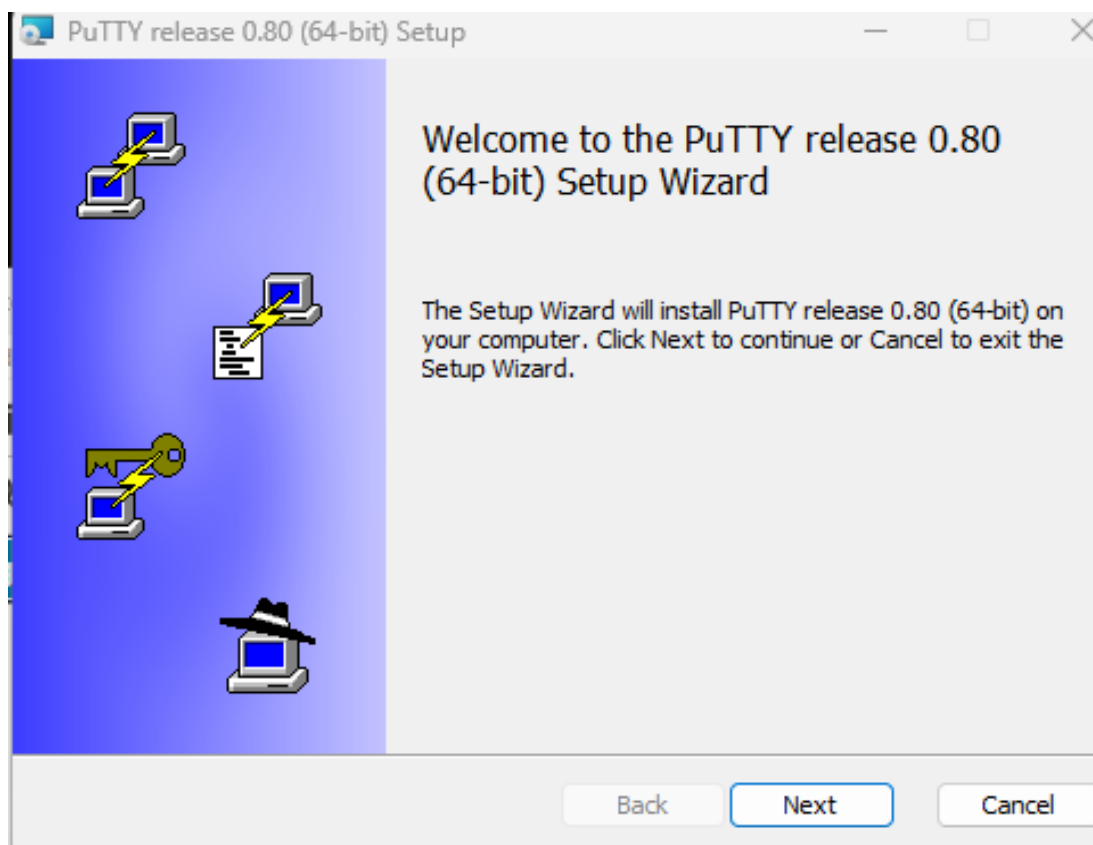 PuTTY release 0.80 (64-bit) Setup
Welcome to the PuTTY release 0.80
(64-bit) Setup Wizard
The Setup Wizard will install PuTTY release 0.80 (64-bit) on
your computer. Click Next to continue or Cancel to exit the
Setup Wizard.
Back Next Cancel